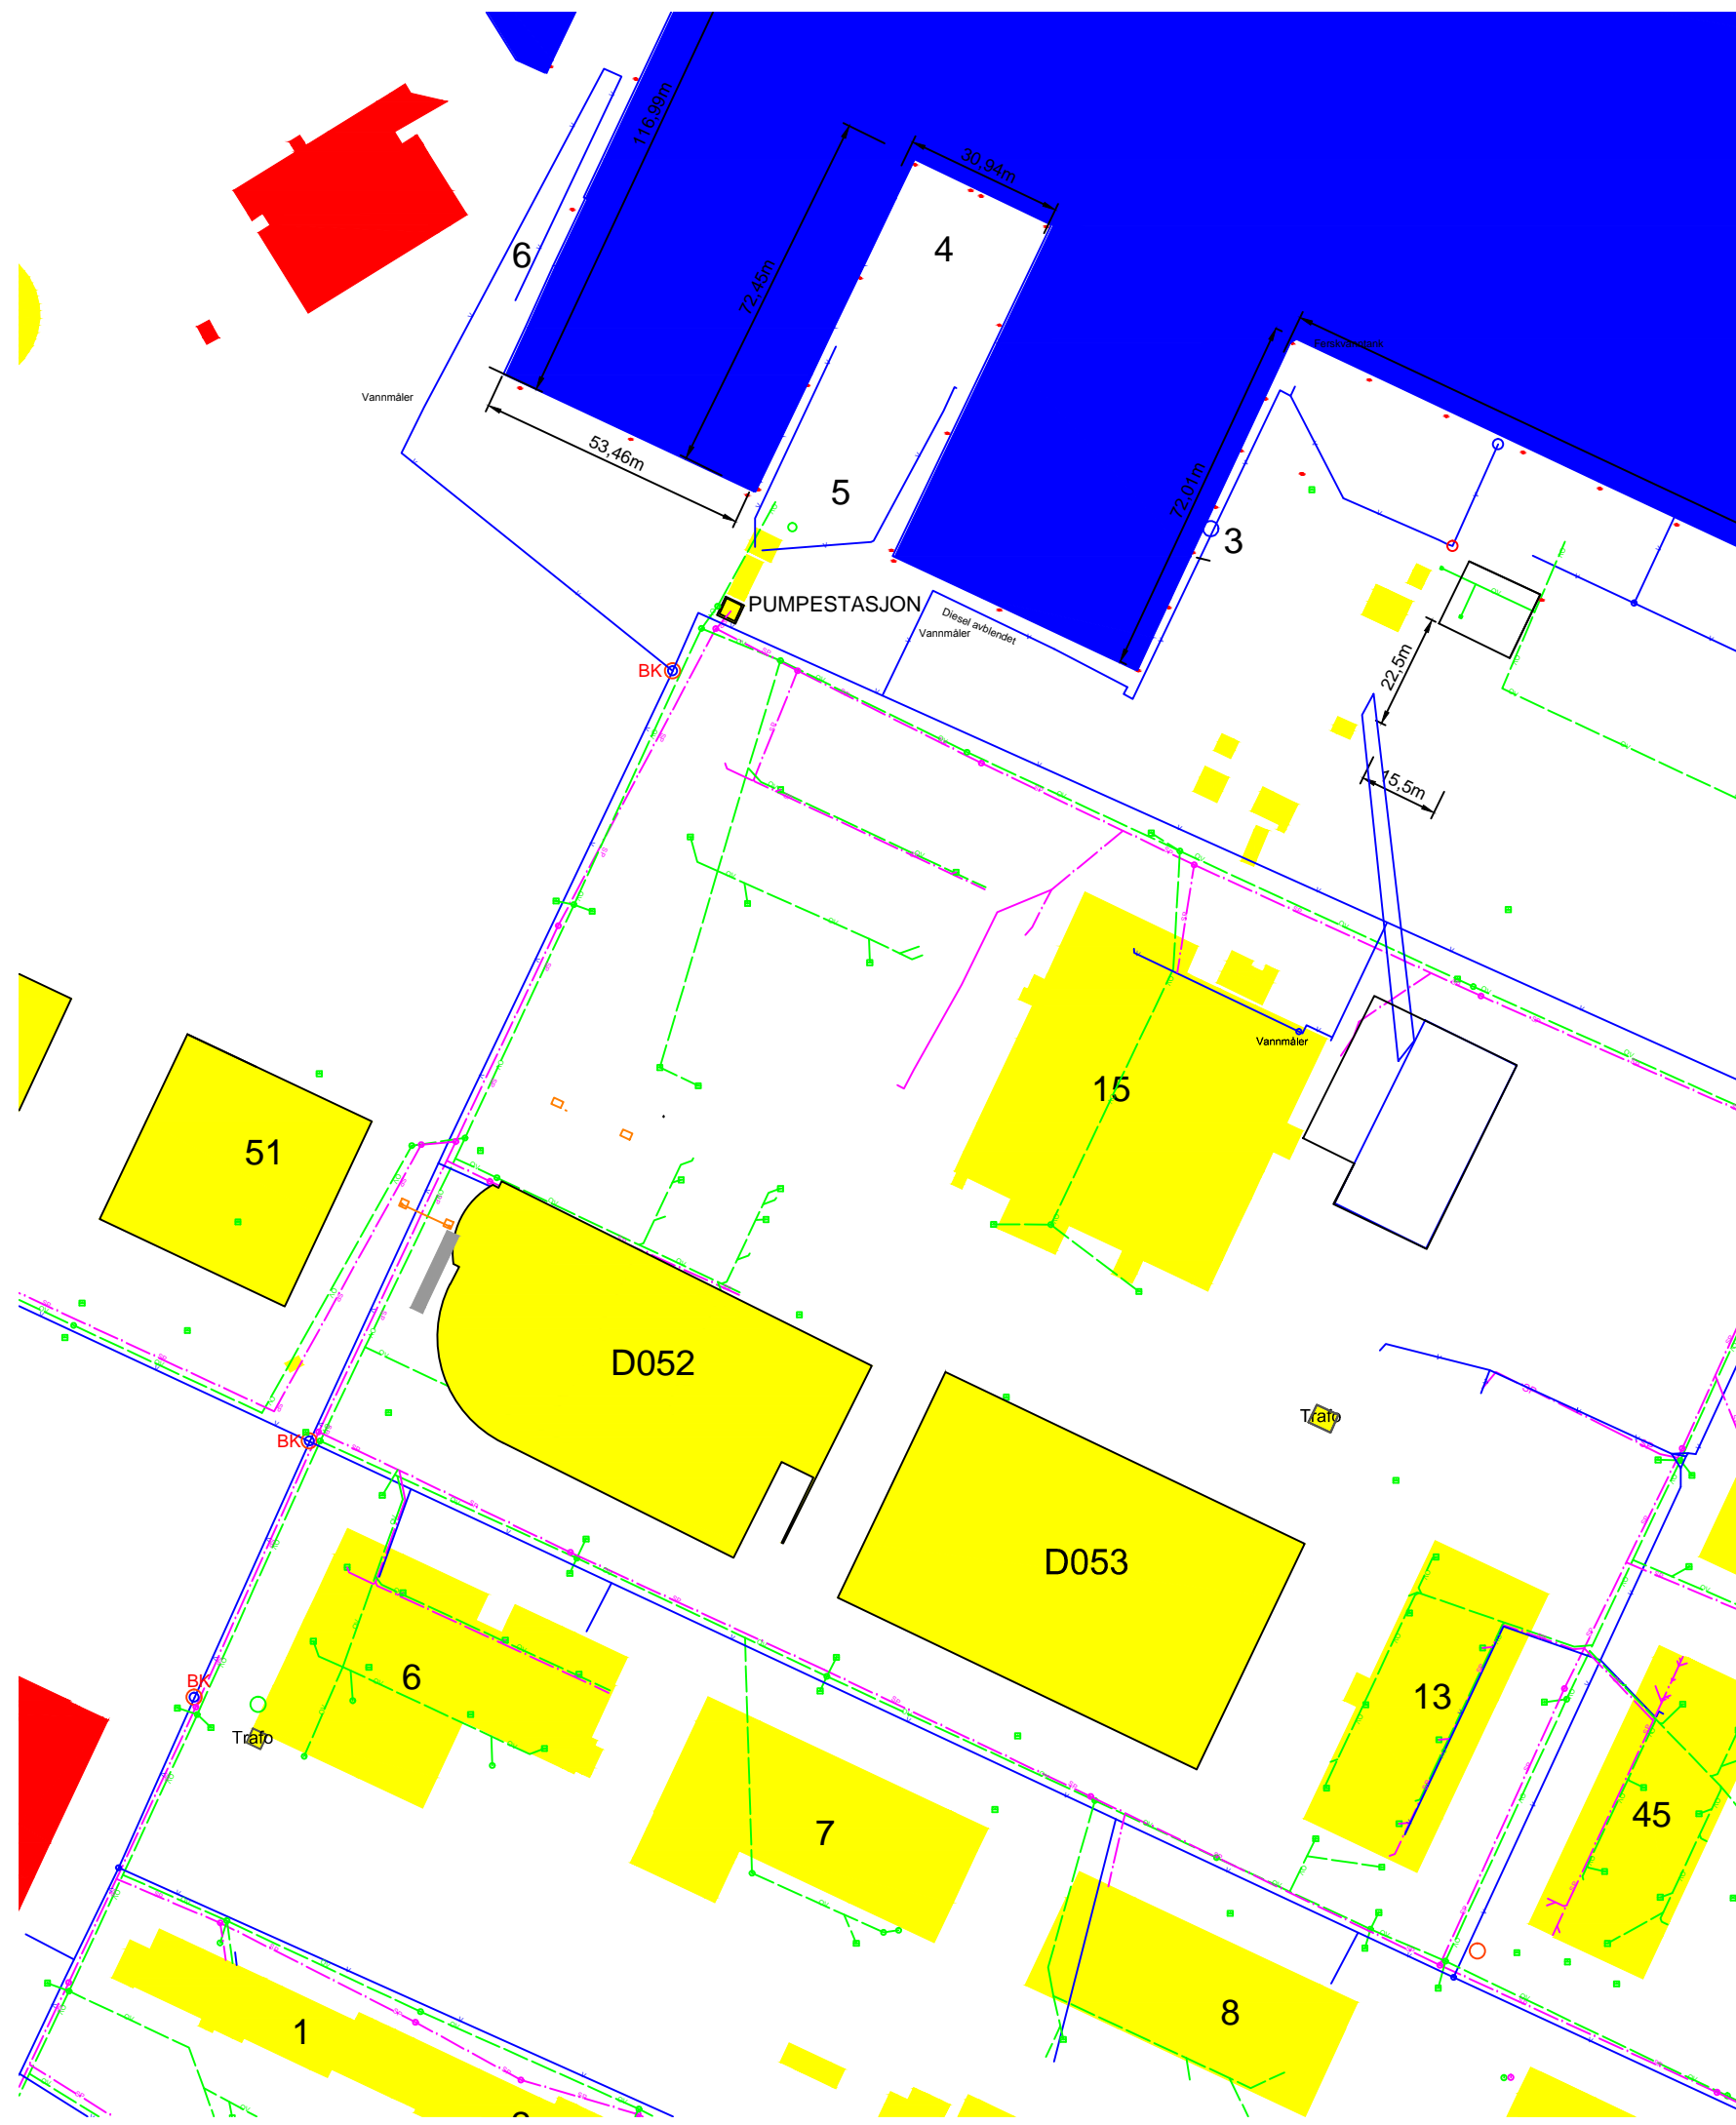 116,99m
30,94m
4
6
72,45m
Ferskvanntank
Vannmåler
53,46m
5
72,01m
3
PUMPESTASJON
Diesel avblendet
Vannmåler
BK
22,5m
15,5m
Vannmåler
15
51
D052
Trafo
BK
D053
6
BK
13
Trafo
7
45
8
1